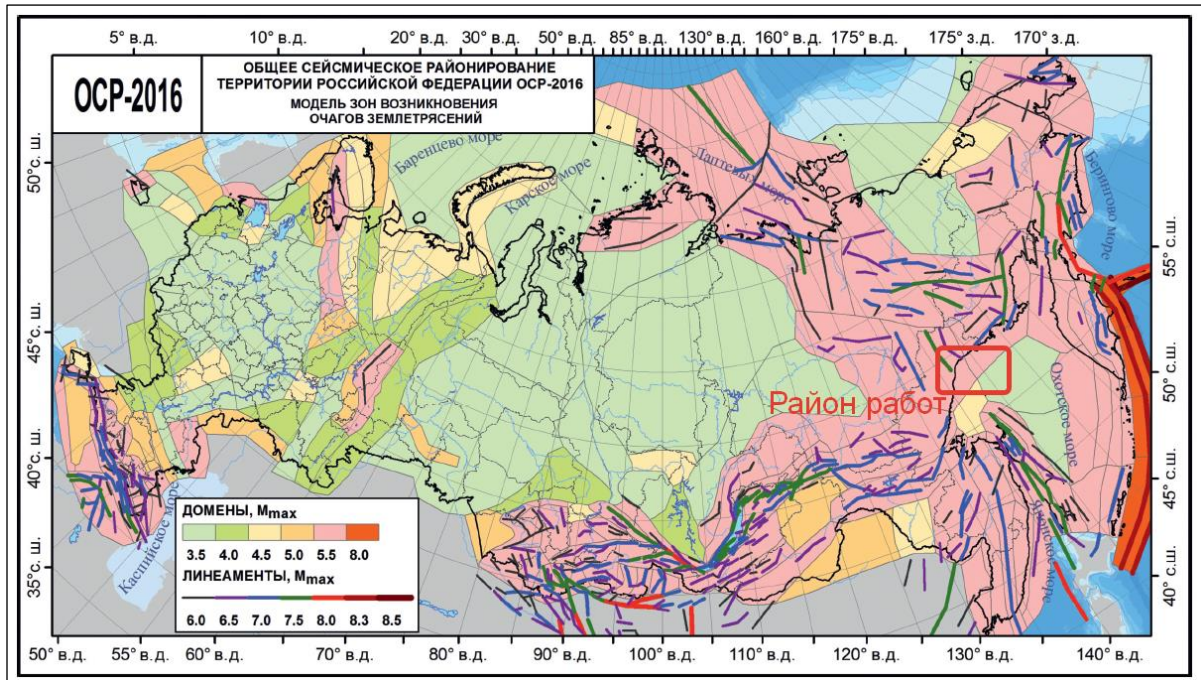 5° в.д. 10° в.д. 20° в.д. 30° в.д. 50° в.д. 85° в.д. 130° в.д. 160° в.д. 175° в.д. 175° з.д. 170° з.д.
ОСР-2016
ОБЩЕЕ СЕЙСМИЧЕСКОЕ РАЙОНИРОВАНИЕ
ТЕРРИТОРИИ РОССИЙСКОЙ ФЕДЕРАЦИИ ОСР-2016
МОДЕЛЬ ЗОН ВОЗНИКНОВЕНИЯ
ОЧАГОВ ЗЕМЛЕТРЯСЕНИЙ
Баренцево море
Карское море
Лаптевых море
Берингово море
50° с. ш.
55° с.ш.
45° с. ш.
50° с.ш.
Район работ
Охотское море
40° с. ш.
45° с.ш.
Японское море
Каспийское море
35° с. ш.
40° с.ш.
ДОМЕНЫ, Mmax
3.5 4.0 4.5 5.0 5.5 8.0
ЛИНЕАМЕНТЫ, Mmax
6.0 6.5 7.0 7.5 8.0 8.3 8.5
50° в.д. 55° в.д. 60° в.д. 70° в.д. 80° в.д. 90° в.д. 100° в.д. 110° в.д. 120° в.д. 130° в.д. 140° в.д.